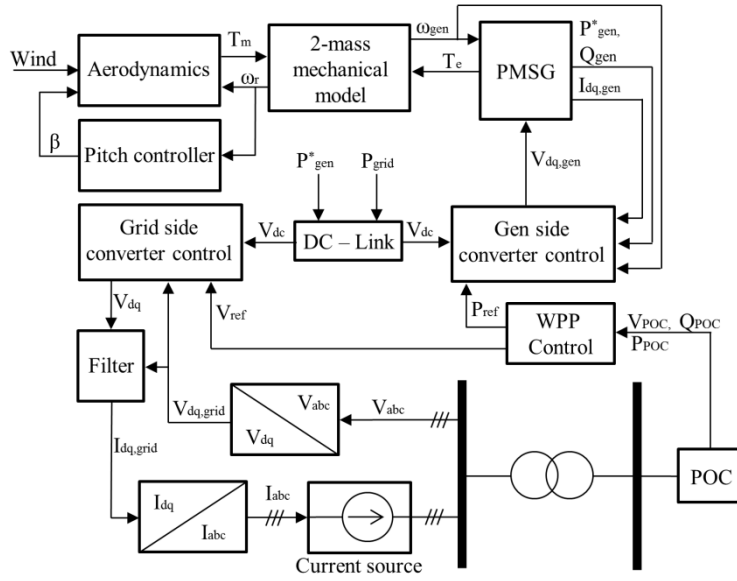 Wind
Aerodynamics
Tm
ωr
2-mass
mechanical
model
ωgen
Te
PMSG
P*gen,
Qgen
Idq,gen
β
Pitch controller
Vdq,gen
P*gen
Pgrid
Grid side
converter control
Vdc
DC – Link
Vdc
Gen side
converter control
Vdq
Vref
Pref
WPP
Control
VPOC, QPOC
PPOC
Filter
Vdq,grid
Vabc
Vdq
Vabc
Idq,grid
POC
Idq
Iabc
Iabc
Current source